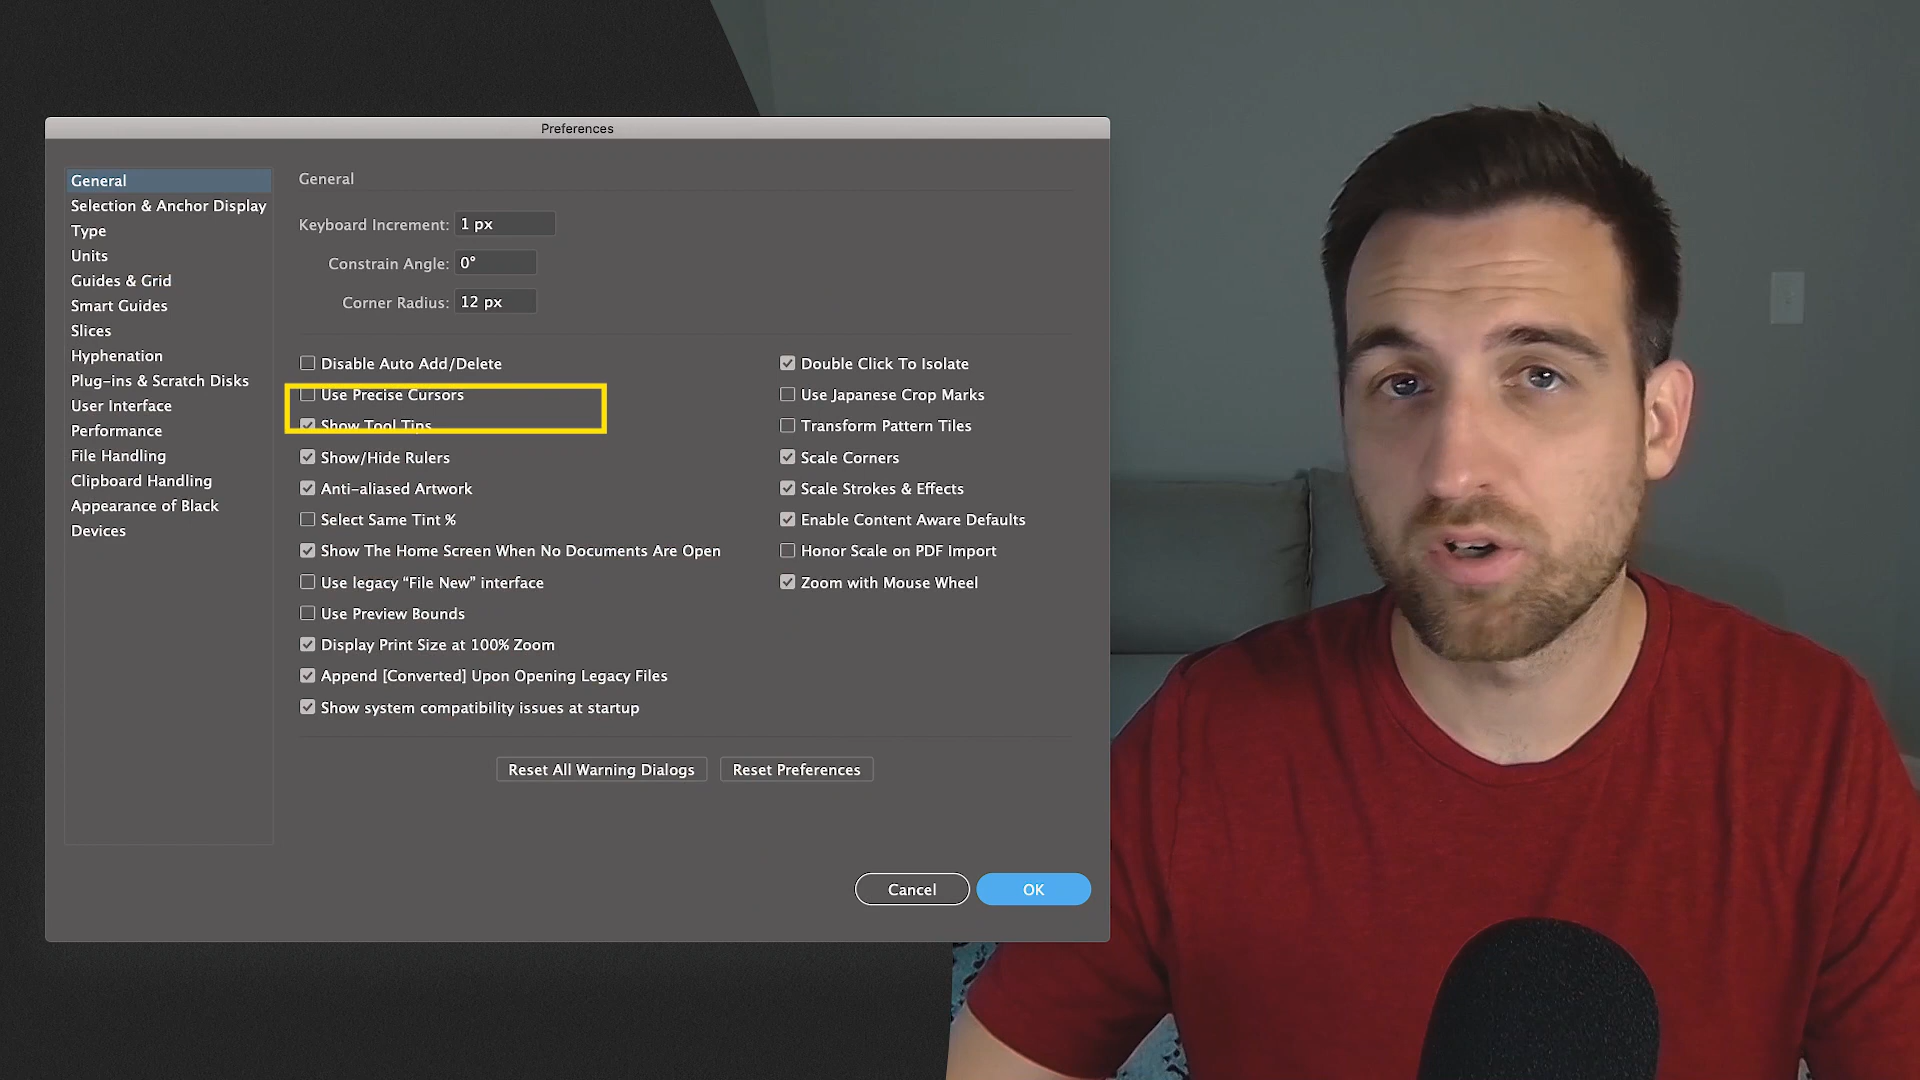 Preferences
General
Selection & Anchor Display
Type
Units
Guides & Grid
Smart Guides
Slices
Hyphenation
Plug-ins & Scratch Disks
User Interface
Performance
File Handling
Clipboard Handling
Appearance of Black
Devices
General
Keyboard Increment: 1 px
Constrain Angle: 0°
Corner Radius: 12 px
Disable Auto Add/Delete
Use Precise Cursors
Show Tool Tips
Show/Hide Rulers
Anti-aliased Artwork
Select Same Tint %
Show The Home Screen When No Documents Are Open
Use legacy “File New” interface
Use Preview Bounds
Display Print Size at 100% Zoom
Append [Converted] Upon Opening Legacy Files
Show system compatibility issues at startup
Double Click To Isolate
Use Japanese Crop Marks
Transform Pattern Tiles
Scale Corners
Scale Strokes & Effects
Enable Content Aware Defaults
Honor Scale on PDF Import
Zoom with Mouse Wheel
Reset All Warning Dialogs
Reset Preferences
Cancel
OK